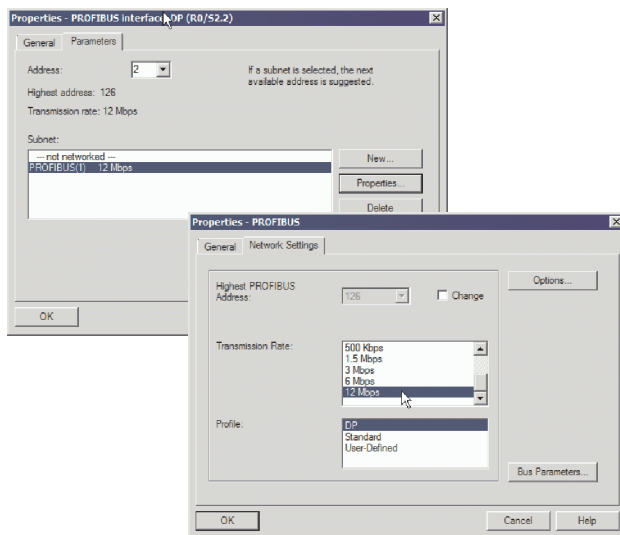 Properties - PROFIBUS interface DP (R0/S2.2)
General Parameters
Address: 2 If a subnet is selected, the next
available address is suggested.
Highest address: 126
Transmission rate: 12 Mbps
Subnet:
--- not networked ---
PROFIBUS(1) 12 Mbps
New...
Properties...
Delete
OK
Properties - PROFIBUS
General Network Settings
Highest PROFIBUS
Address: 126 Change
Options...
Transmission Rate: 500 Kbps
1.5 Mbps
3 Mbps
6 Mbps
12 Mbps
Profile: DP
Standard
User-Defined
Bus Parameters...
OK Cancel Help